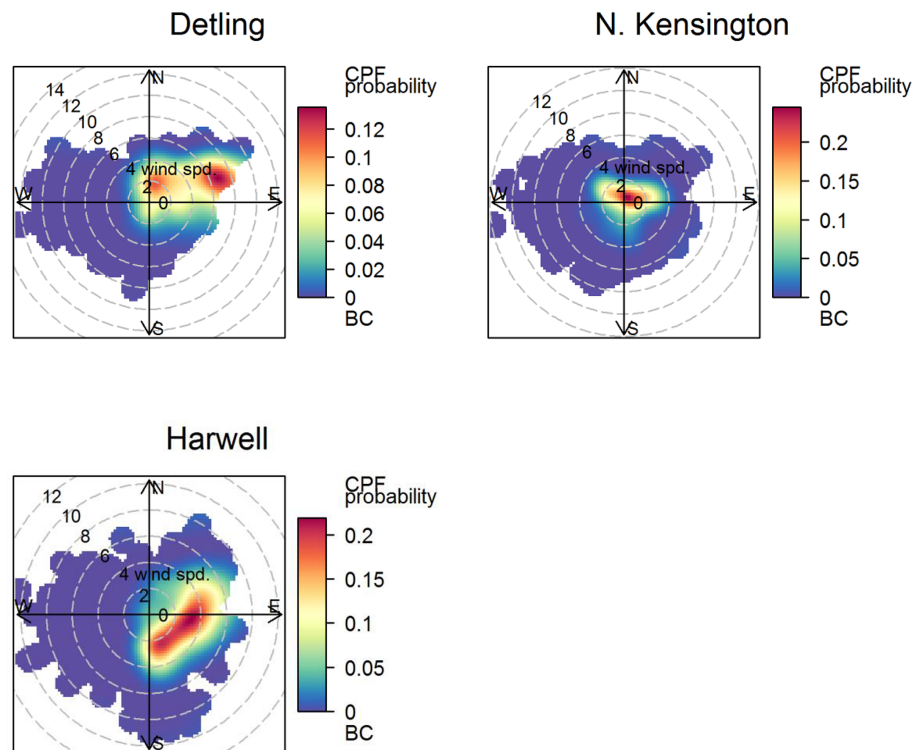 Detling
N. Kensington
CPF
probability
14
12
10
8
6
4 wind spd.
2
0
N
W
E
S
0.12
0.1
0.08
0.06
0.04
0.02
0
BC
CPF
probability
12
10
8
6
4 wind spd.
2
0
N
W
E
S
0.2
0.15
0.1
0.05
0
BC
Harwell
CPF
probability
12
10
8
6
4 wind spd.
2
0
N
W
E
S
0.2
0.15
0.1
0.05
0
BC